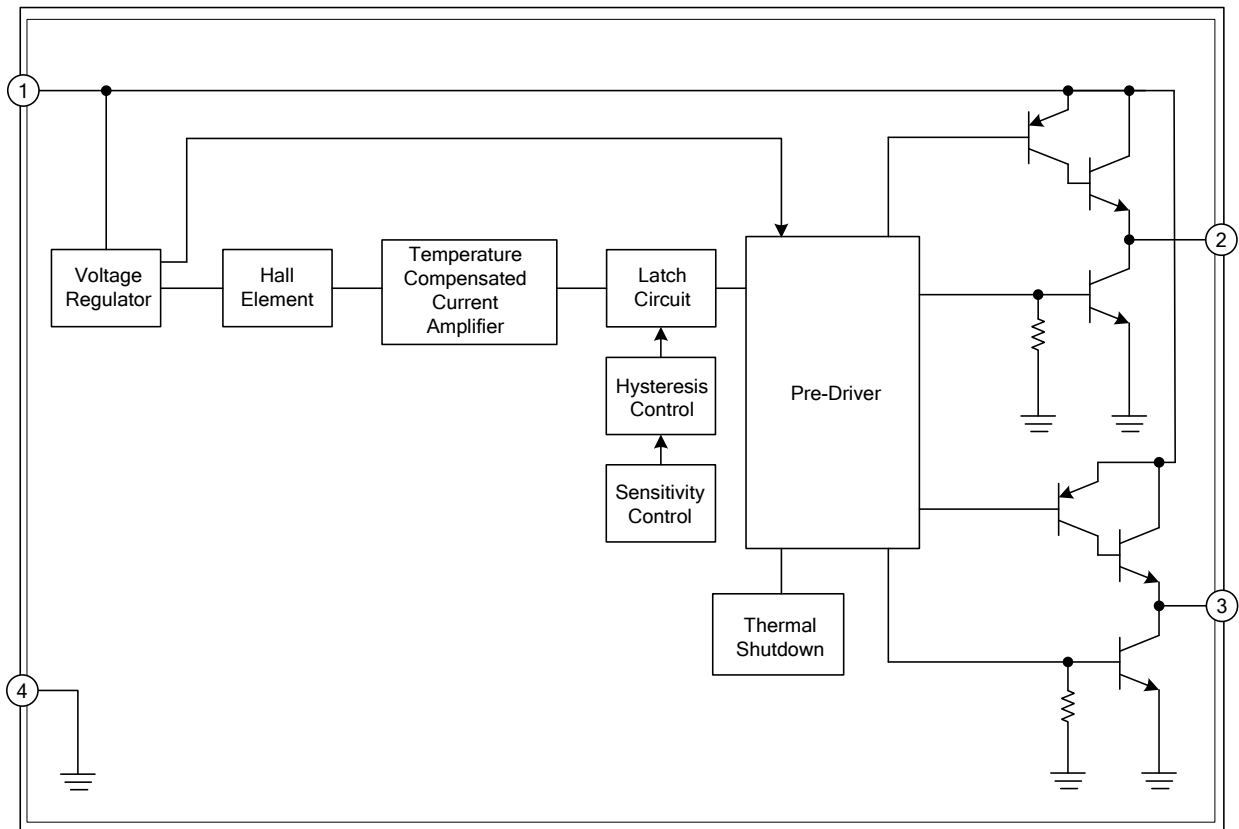 1
2
Voltage
Regulator
Hall
Element
Temperature
Compensated
Current
Amplifier
Latch
Circuit
Hysteresis
Control
Sensitivity
Control
Pre-Driver
Thermal
Shutdown
3
4